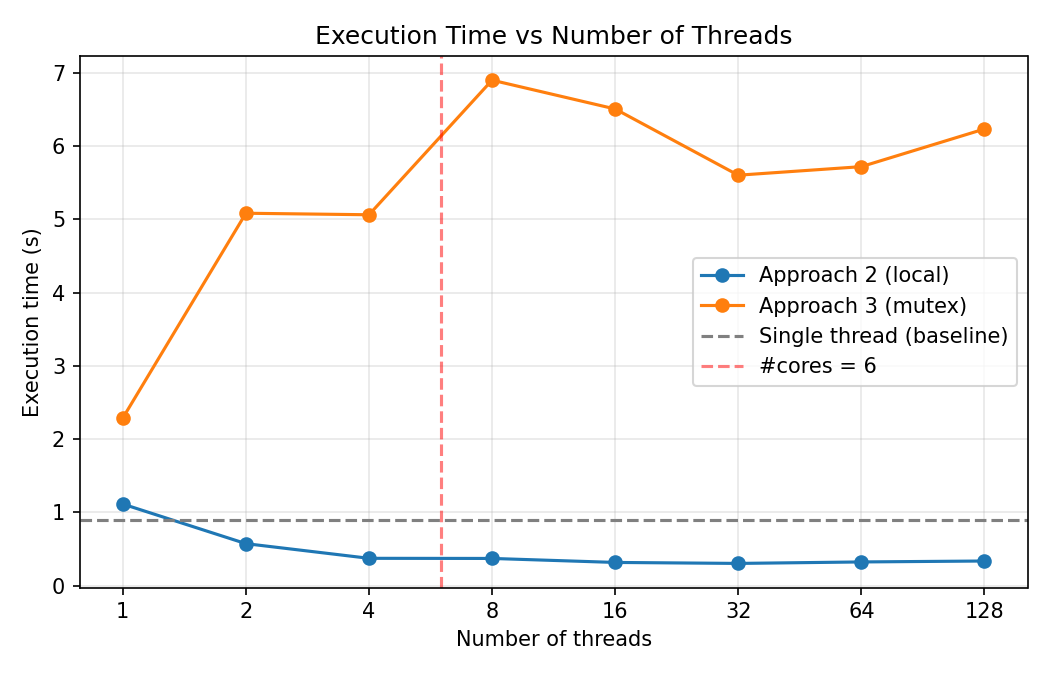 Execution Time vs Number of Threads
Execution time (s)
7
6
5
4
3
2
1
0
Approach 2 (local)
Approach 3 (mutex)
Single thread (baseline)
#cores = 6
1 2 4 8 16 32 64 128
Number of threads